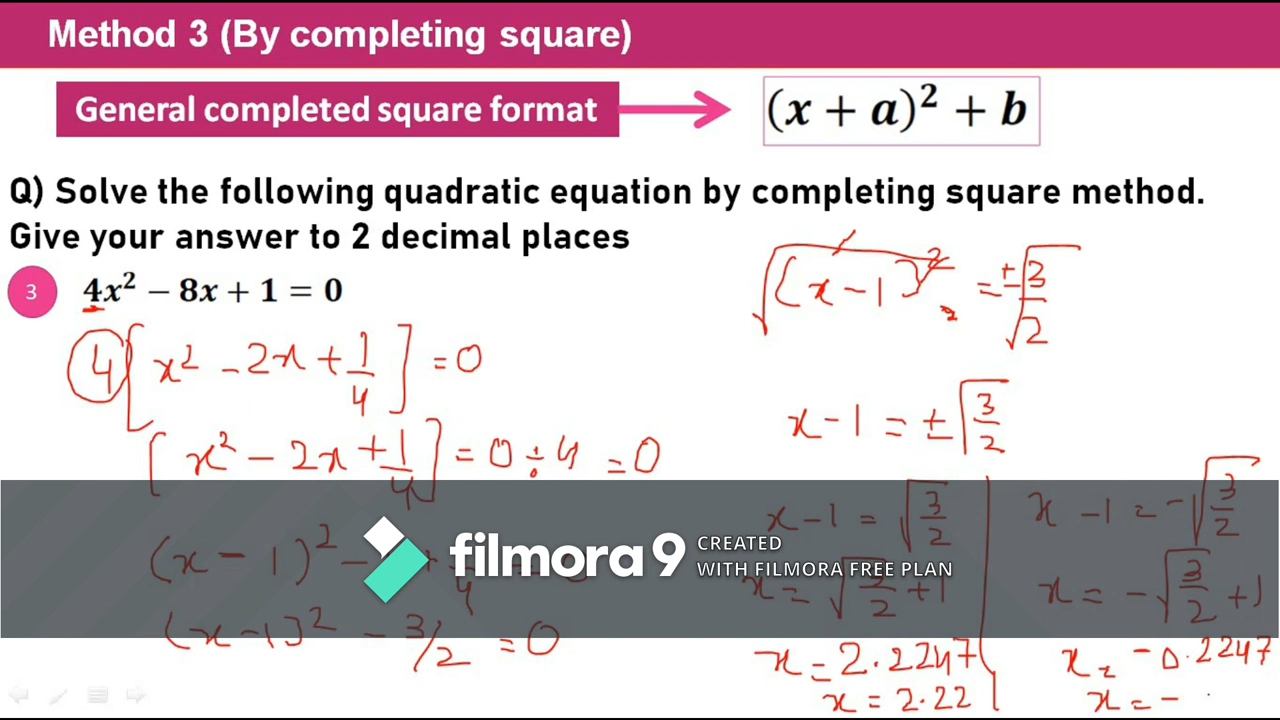 Method 3 (By completing square)
General completed square format
(x + a)² + b
Q) Solve the following quadratic equation by completing square method.
Give your answer to 2 decimal places
3 4x² − 8x + 1 = 0
4[x² − 2x + 1/4] = 0
[x² − 2x + 1/4] = 0 ÷ 4 = 0
(x − 1)² −
(x − 1)² − 3/2 = 0
√(x − 1)² = ±√3/√2
x − 1 = ±√3/2
x − 1 = √3/2
x = √3/2 + 1
x = 2.2247
x = 2.22
x − 1 = −√3/2
x = −√3/2 + 1
x = −0.2247
x = −
filmora9
CREATED
WITH FILMORA FREE PLAN